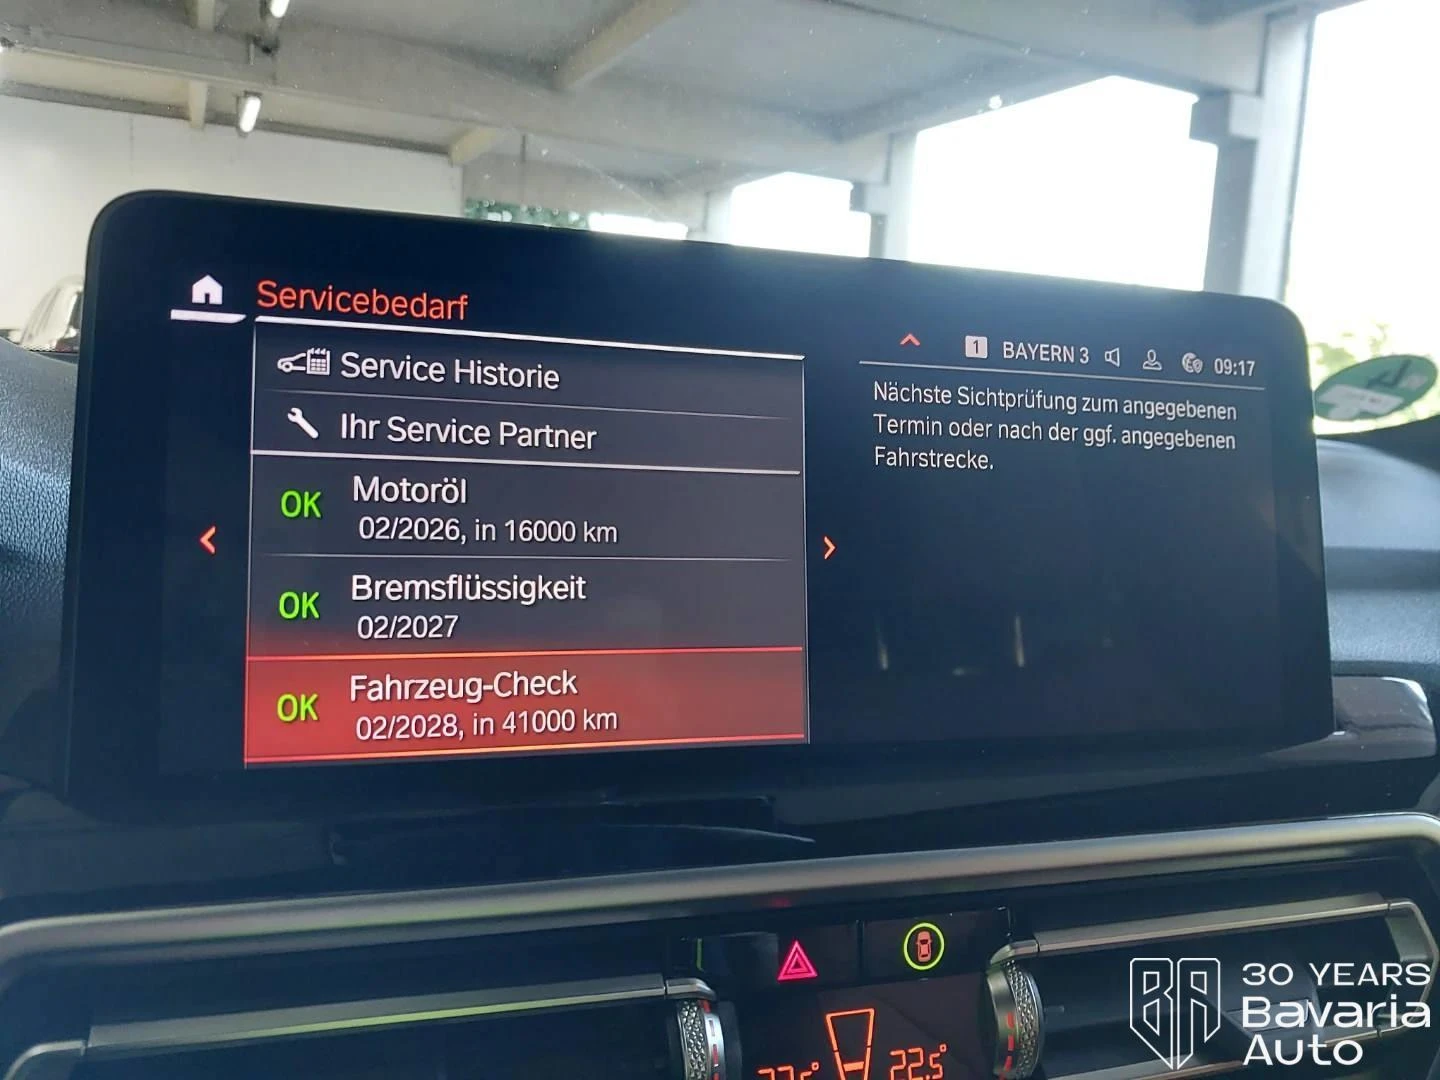 Servicebedarf
1 BAYERN 3 09:17
Service Historie
Ihr Service Partner
OK Motoröl
02/2026, in 16000 km
OK Bremsflüssigkeit
02/2027
OK Fahrzeug-Check
02/2028, in 41000 km
Nächste Sichtprüfung zum angegebenen
Termin oder nach der ggf. angegebenen
Fahrstrecke.
22.5°
BA
30 YEARS
Bavaria
Auto